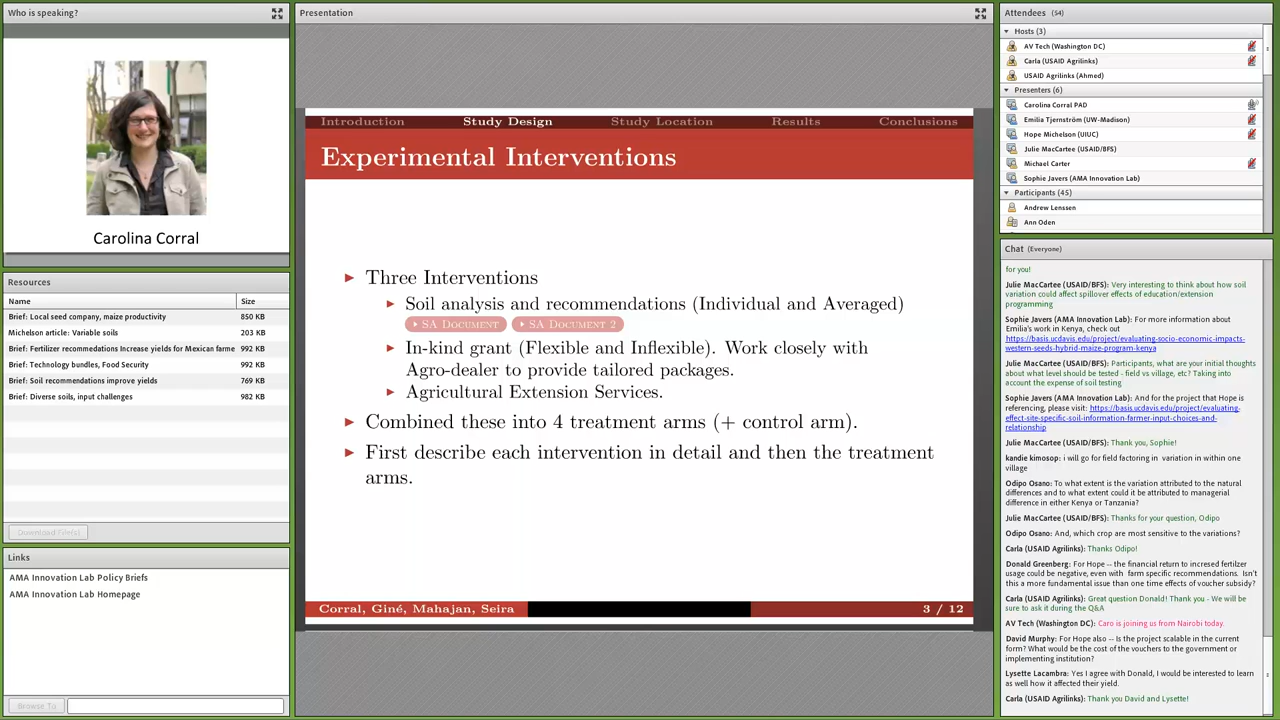 Who is speaking?
Carolina Corral
Resources
Name Size
Brief: Local seed company, maize productivity 850 KB
Michelson article: Variable soils 203 KB
Brief: Fertilizer recommendations Increase yields for Mexican farme 992 KB
Brief: Technology bundles, Food Security 992 KB
Brief: Soil recommendations improve yields 769 KB
Brief: Diverse soils, input challenges 982 KB
Download File(s)
Links
AMA Innovation Lab Policy Briefs
AMA Innovation Lab Homepage
Browse To
Presentation
Introduction Study Design Study Location Results Conclusions
Experimental Interventions
Three Interventions
Soil analysis and recommendations (Individual and Averaged)
SA Document SA Document 2
In-kind grant (Flexible and Inflexible). Work closely with
Agro-dealer to provide tailored packages.
Agricultural Extension Services.
Combined these into 4 treatment arms (+ control arm).
First describe each intervention in detail and then the treatment
arms.
Corral, Giné, Mahajan, Seira 3 / 12
Attendees (54)
Hosts (3)
AV Tech (Washington DC)
Carla (USAID Agrilinks)
USAID Agrilinks (Ahmed)
Presenters (6)
Carolina Corral PAD
Emilia Tjernström (UW-Madison)
Hope Michelson (UIUC)
Julie MacCartee (USAID/BFS)
Michael Carter
Sophie Javers (AMA Innovation Lab)
Participants (45)
Andrew Lenssen
Ann Oden
Chat (Everyone)
for you!
Julie MacCartee (USAID/BFS): Very interesting to think about how soil
variation could affect spillover effects of education/extension
programming
Sophie Javers (AMA Innovation Lab): For more information about
Emilia's work in Kenya, check out
https://basis.ucdavis.edu/project/evaluating-socio-economic-impacts-
western-seeds-hybrid-maize-program-kenya
Julie MacCartee (USAID/BFS): Participants, what are your initial thoughts
about what level should be tested - field vs village, etc? Taking into
account the expense of soil testing
Sophie Javers (AMA Innovation Lab): And for the project that Hope is
referencing, please visit: https://basis.ucdavis.edu/project/evaluating-
effect-site-specific-soil-information-farmer-input-choices-and-
relationship
Julie MacCartee (USAID/BFS): Thank you, Sophie!
kandie kimosop: i will go for field factoring in variation in within one
village
Odipo Osano: To what extent is the variation attributed to the natural
differences and to what extent could it be attributed to managerial
difference in either Kenya or Tanzania?
Julie MacCartee (USAID/BFS): Thanks for your question, Odipo
Odipo Osano: And, which crop are most sensitive to the variations?
Carla (USAID Agrilinks): Thanks Odipo!
Donald Greenberg: For Hope -- the financial return to incresed fertilzer
usage could be negative, even with farm specific recommendations. Isn't
this a more fundamental issue than one time effects of voucher subsidy?
Carla (USAID Agrilinks): Great question Donald! Thank you - We will be
sure to ask it during the Q&A
AV Tech (Washington DC): Caro is joining us from Nairobi today.
David Murphy: For Hope also -- Is the project scalable in the current
form? What would be the cost of the vouchers to the government or
implementing institution?
Lysette Lacambra: Yes I agree with Donald, I would be interested to learn
as well how it affected their yield.
Carla (USAID Agrilinks): Thank you David and Lysette!